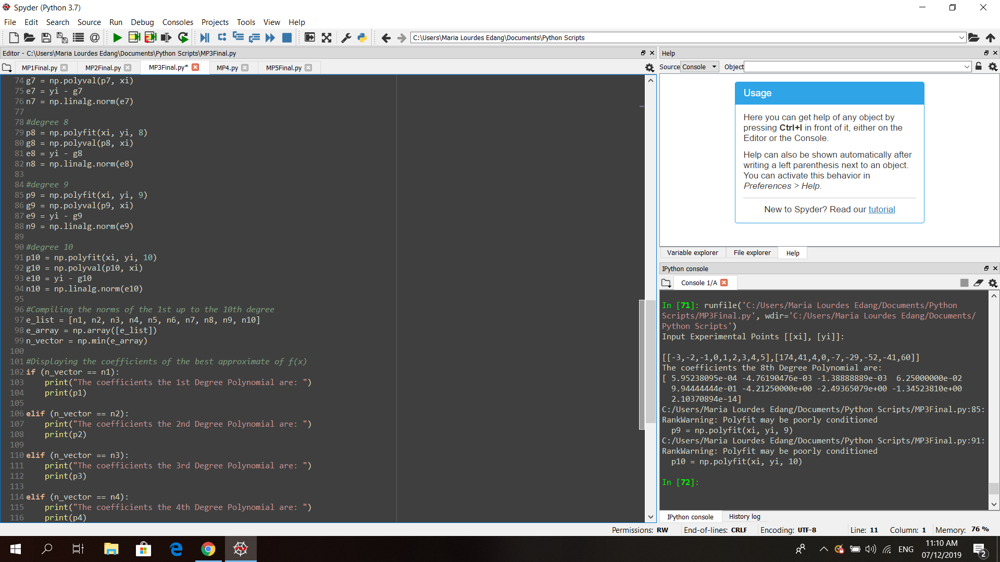 Spyder (Python 3.7)
File Edit Search Source Run Debug Consoles Projects Tools View Help
C:\Users\Maria Lourdes Edang\Documents\Python Scripts
Editor - C:\Users\Maria Lourdes Edang\Documents\Python Scripts\MP3Final.py
MP1Final.py MP2Final.py MP3Final.py* MP4.py MP5Final.py
74 g7 = np.polyval(p7, xi)
75 e7 = yi - g7
76 n7 = np.linalg.norm(e7)
77
78 #degree 8
79 p8 = np.polyfit(xi, yi, 8)
80 g8 = np.polyval(p8, xi)
81 e8 = yi - g8
82 n8 = np.linalg.norm(e8)
83
84 #degree 9
85 p9 = np.polyfit(xi, yi, 9)
86 g9 = np.polyval(p9, xi)
87 e9 = yi - g9
88 n9 = np.linalg.norm(e9)
89
90 #degree 10
91 p10 = np.polyfit(xi, yi, 10)
92 g10 = np.polyval(p10, xi)
93 e10 = yi - g10
94 n10 = np.linalg.norm(e10)
95
96 #Compiling the norms of the 1st up to the 10th degree
97 e_list = [n1, n2, n3, n4, n5, n6, n7, n8, n9, n10]
98 e_array = np.array([e_list])
99 n_vector = np.min(e_array)
100
101 #Displaying the coefficients of the best approximate of f(x)
102 if (n_vector == n1):
103     print("The coefficients the 1st Degree Polynomial are: ")
104     print(p1)
105
106 elif (n_vector == n2):
107     print("The coefficients the 2nd Degree Polynomial are: ")
108     print(p2)
109
110 elif (n_vector == n3):
111     print("The coefficients the 3rd Degree Polynomial are: ")
112     print(p3)
113
114 elif (n_vector == n4):
115     print("The coefficients the 4th Degree Polynomial are: ")
116     print(p4)
Help
Source Console Object
Usage
Here you can get help of any object by
pressing Ctrl+I in front of it, either on the
Editor or the Console.
Help can also be shown automatically after
writing a left parenthesis next to an object.
You can activate this behavior in
Preferences > Help.
New to Spyder? Read our tutorial
Variable explorer File explorer Help
IPython console
Console 1/A
In [71]: runfile('C:/Users/Maria Lourdes Edang/Documents/Python
Scripts/MP3Final.py', wdir='C:/Users/Maria Lourdes Edang/Documents/
Python Scripts')
Input Experimental Points [[xi], [yi]]:
[[-3,-2,-1,0,1,2,3,4,5],[174,41,4,0,-7,-29,-52,-41,60]]
The coefficients the 8th Degree Polynomial are:
[ 5.95238095e-04 -4.76190476e-03 -1.38888889e-03  6.25000000e-02
  9.94444444e-01 -4.21250000e+00 -2.49365079e+00 -1.34523810e+00
  2.10370894e-14]
C:/Users/Maria Lourdes Edang/Documents/Python Scripts/MP3Final.py:85:
RankWarning: Polyfit may be poorly conditioned
  p9 = np.polyfit(xi, yi, 9)
C:/Users/Maria Lourdes Edang/Documents/Python Scripts/MP3Final.py:91:
RankWarning: Polyfit may be poorly conditioned
  p10 = np.polyfit(xi, yi, 10)
In [72]:
IPython console History log
Permissions: RW End-of-lines: CRLF Encoding: UTF-8 Line: 11 Column: 1 Memory: 76 %
ENG
11:10 AM
07/12/2019
2